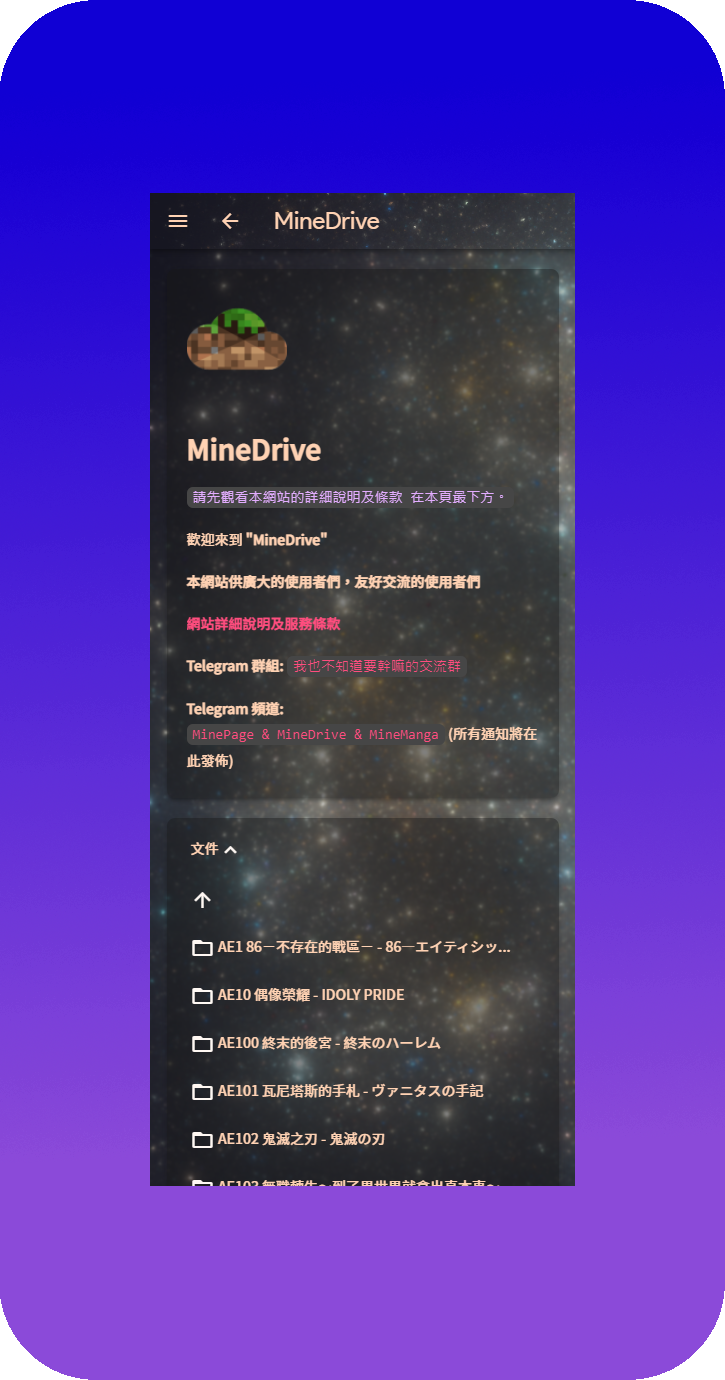 MineDrive
MineDrive
請先觀看本網站的詳細說明及條款 在本頁最下方。
歡迎來到 "MineDrive"
本網站供廣大的使用者們，友好交流的使用者們
網站詳細說明及服務條款
Telegram 群組: 我也不知道要幹嘛的交流群
Telegram 頻道:
MinePage & MineDrive & MineManga (所有通知將在
此發佈)
文件
AE1 86－不存在的戰區－ - 86―エイティシッ...
AE10 偶像榮耀 - IDOLY PRIDE
AE100 終末的後宮 - 終末のハーレム
AE101 瓦尼塔斯的手札 - ヴァニタスの手記
AE102 鬼滅之刃 - 鬼滅の刃